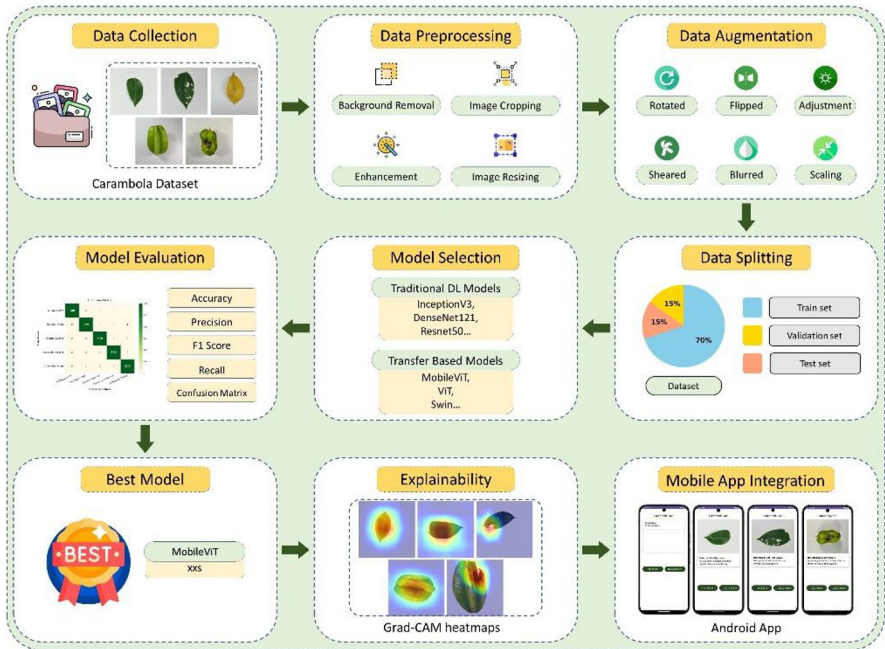 Data Collection
Carambola Dataset
Data Preprocessing
Background Removal
Image Cropping
Enhancement
Image Resizing
Data Augmentation
Rotated
Flipped
Adjustment
Sheared
Blurred
Scaling
Model Evaluation
Accuracy
Precision
F1 Score
Recall
Confusion Matrix
Model Selection
Traditional DL Models
InceptionV3,
DenseNet121,
Resnet50...
Transfer Based Models
MobileViT,
ViT,
Swin...
Data Splitting
15%
15%
70%
Dataset
Train set
Validation set
Test set
Best Model
BEST
MobileViT
XXS
Explainability
Grad-CAM heatmaps
Mobile App Integration
Android App